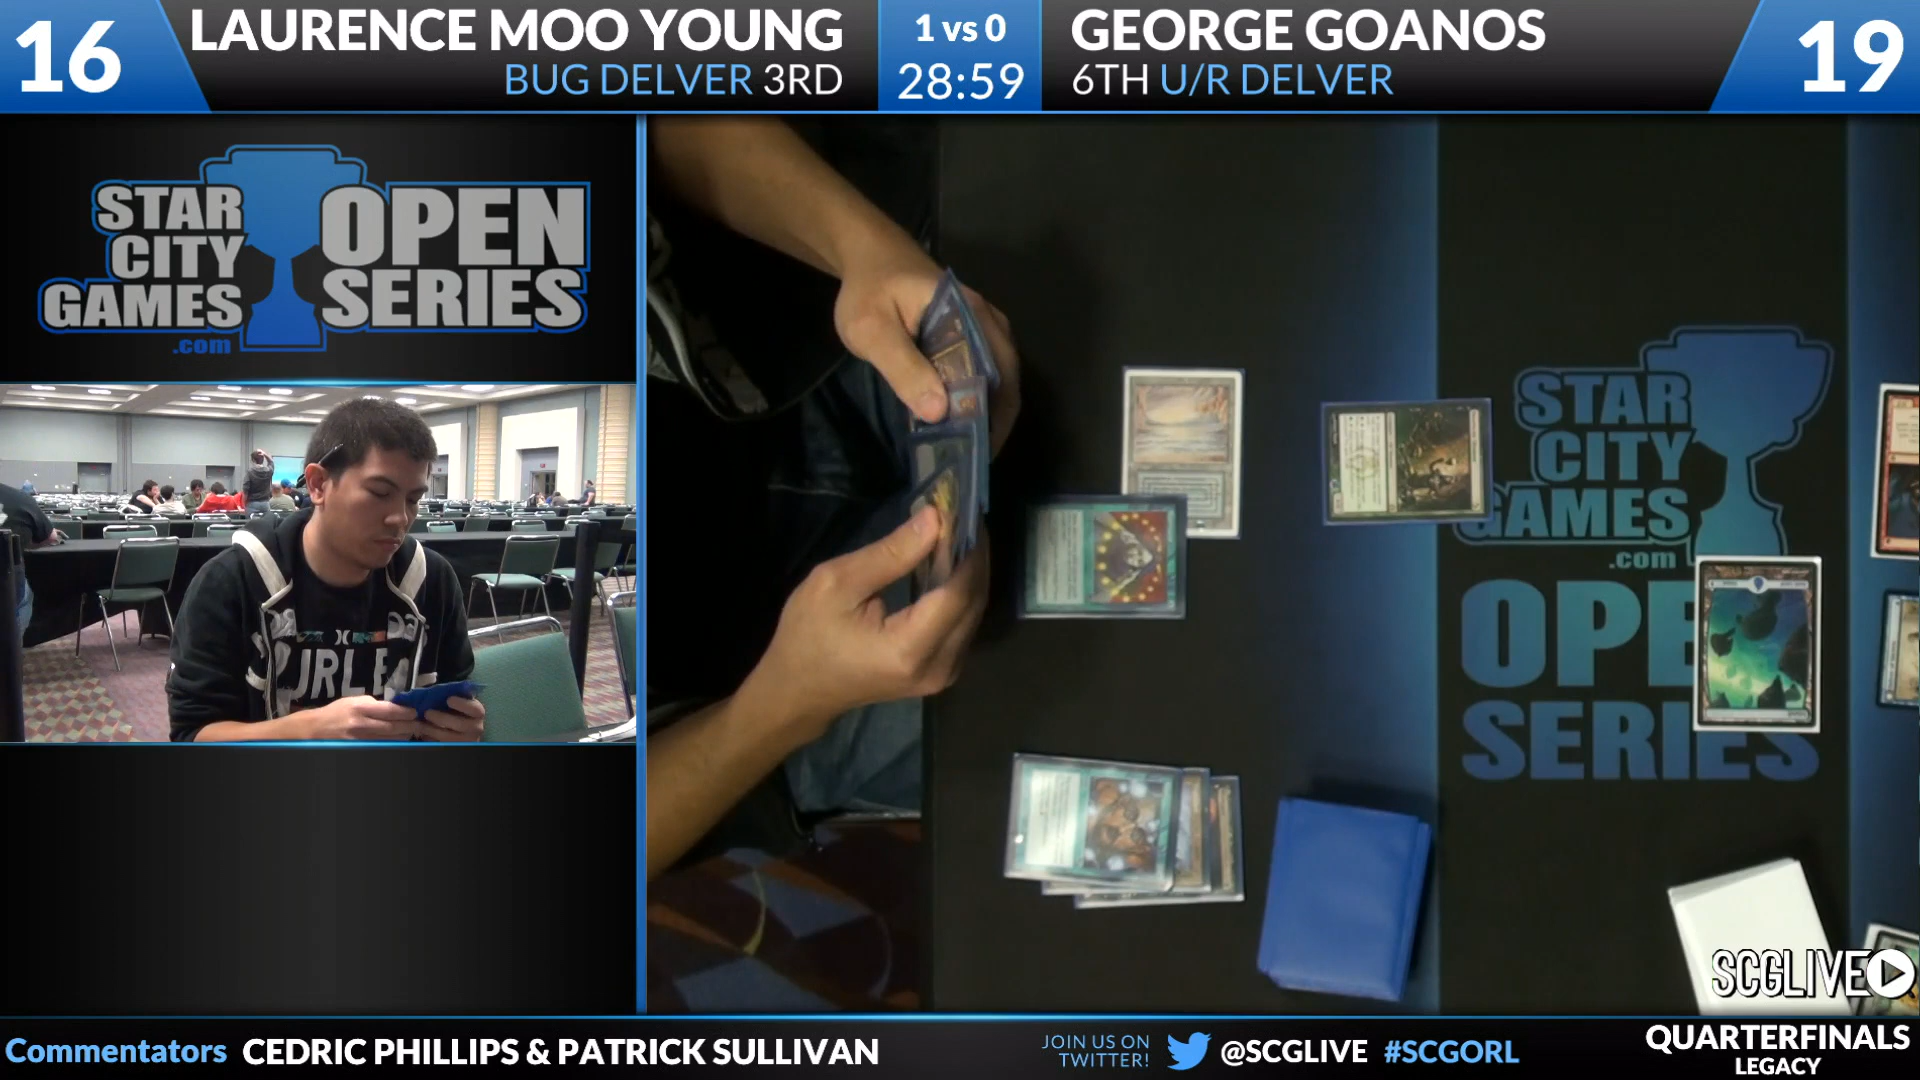 16
LAURENCE MOO YOUNG
BUG DELVER 3RD
1 vs 0
28:59
GEORGE GOANOS
6TH U/R DELVER
19
STAR
CITY
GAMES
.com
OPEN
SERIES
STAR
CITY
GAMES
.com
OPE
SERIES
SCGLIVE
Commentators CEDRIC PHILLIPS & PATRICK SULLIVAN
JOIN US ON
TWITTER!
@SCGLIVE #SCGORL
QUARTERFINALS
LEGACY